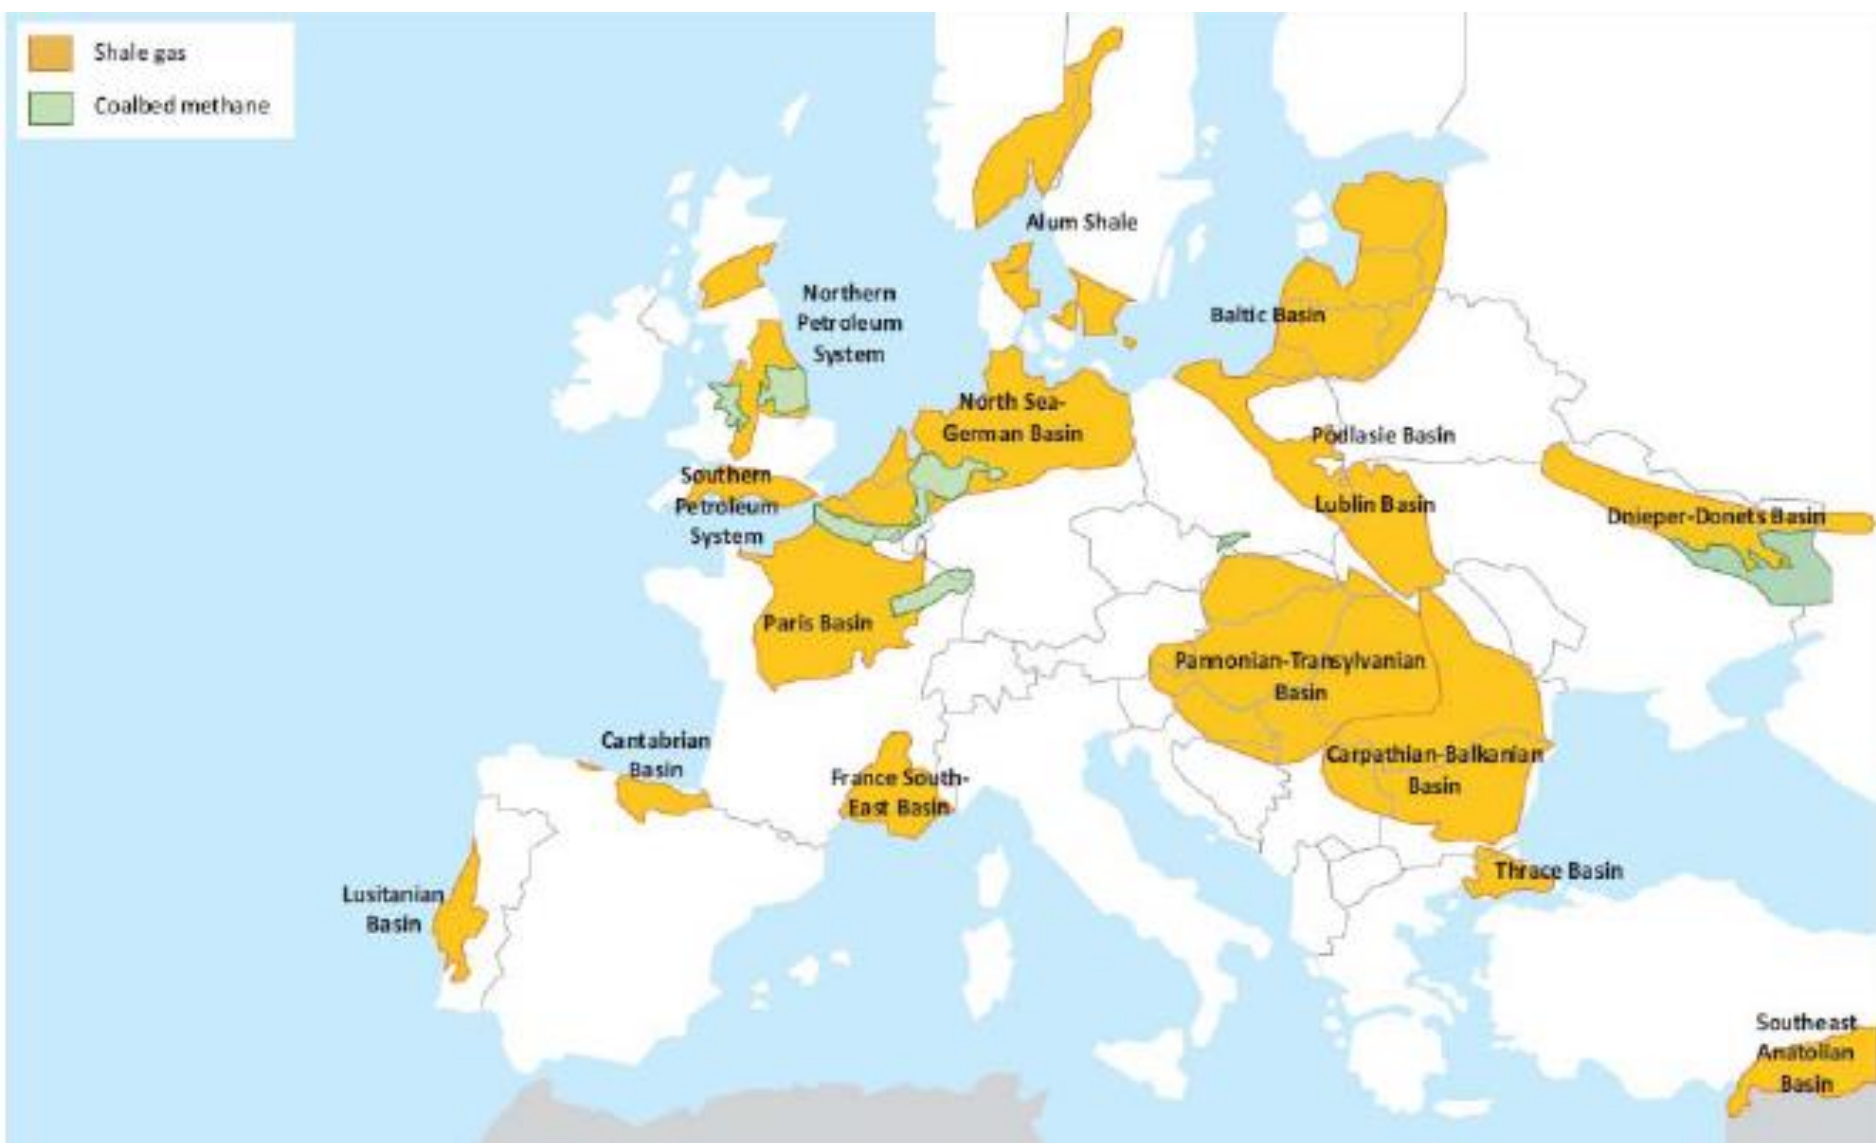 Shale gas
Coalbed methane
Alum Shale
Northern
Petroleum
System
Baltic Basin
North Sea-
German Basin
Podlasie Basin
Southern
Petroleum
System
Lublin Basin
Dnieper-Donets Basin
Paris Basin
Pannonian-Transylvanian
Basin
Cantabrian
Basin
France South-
East Basin
Carpathian-Balkanian
Basin
Thrace Basin
Lusitanian
Basin
Southeast
Anatolian
Basin